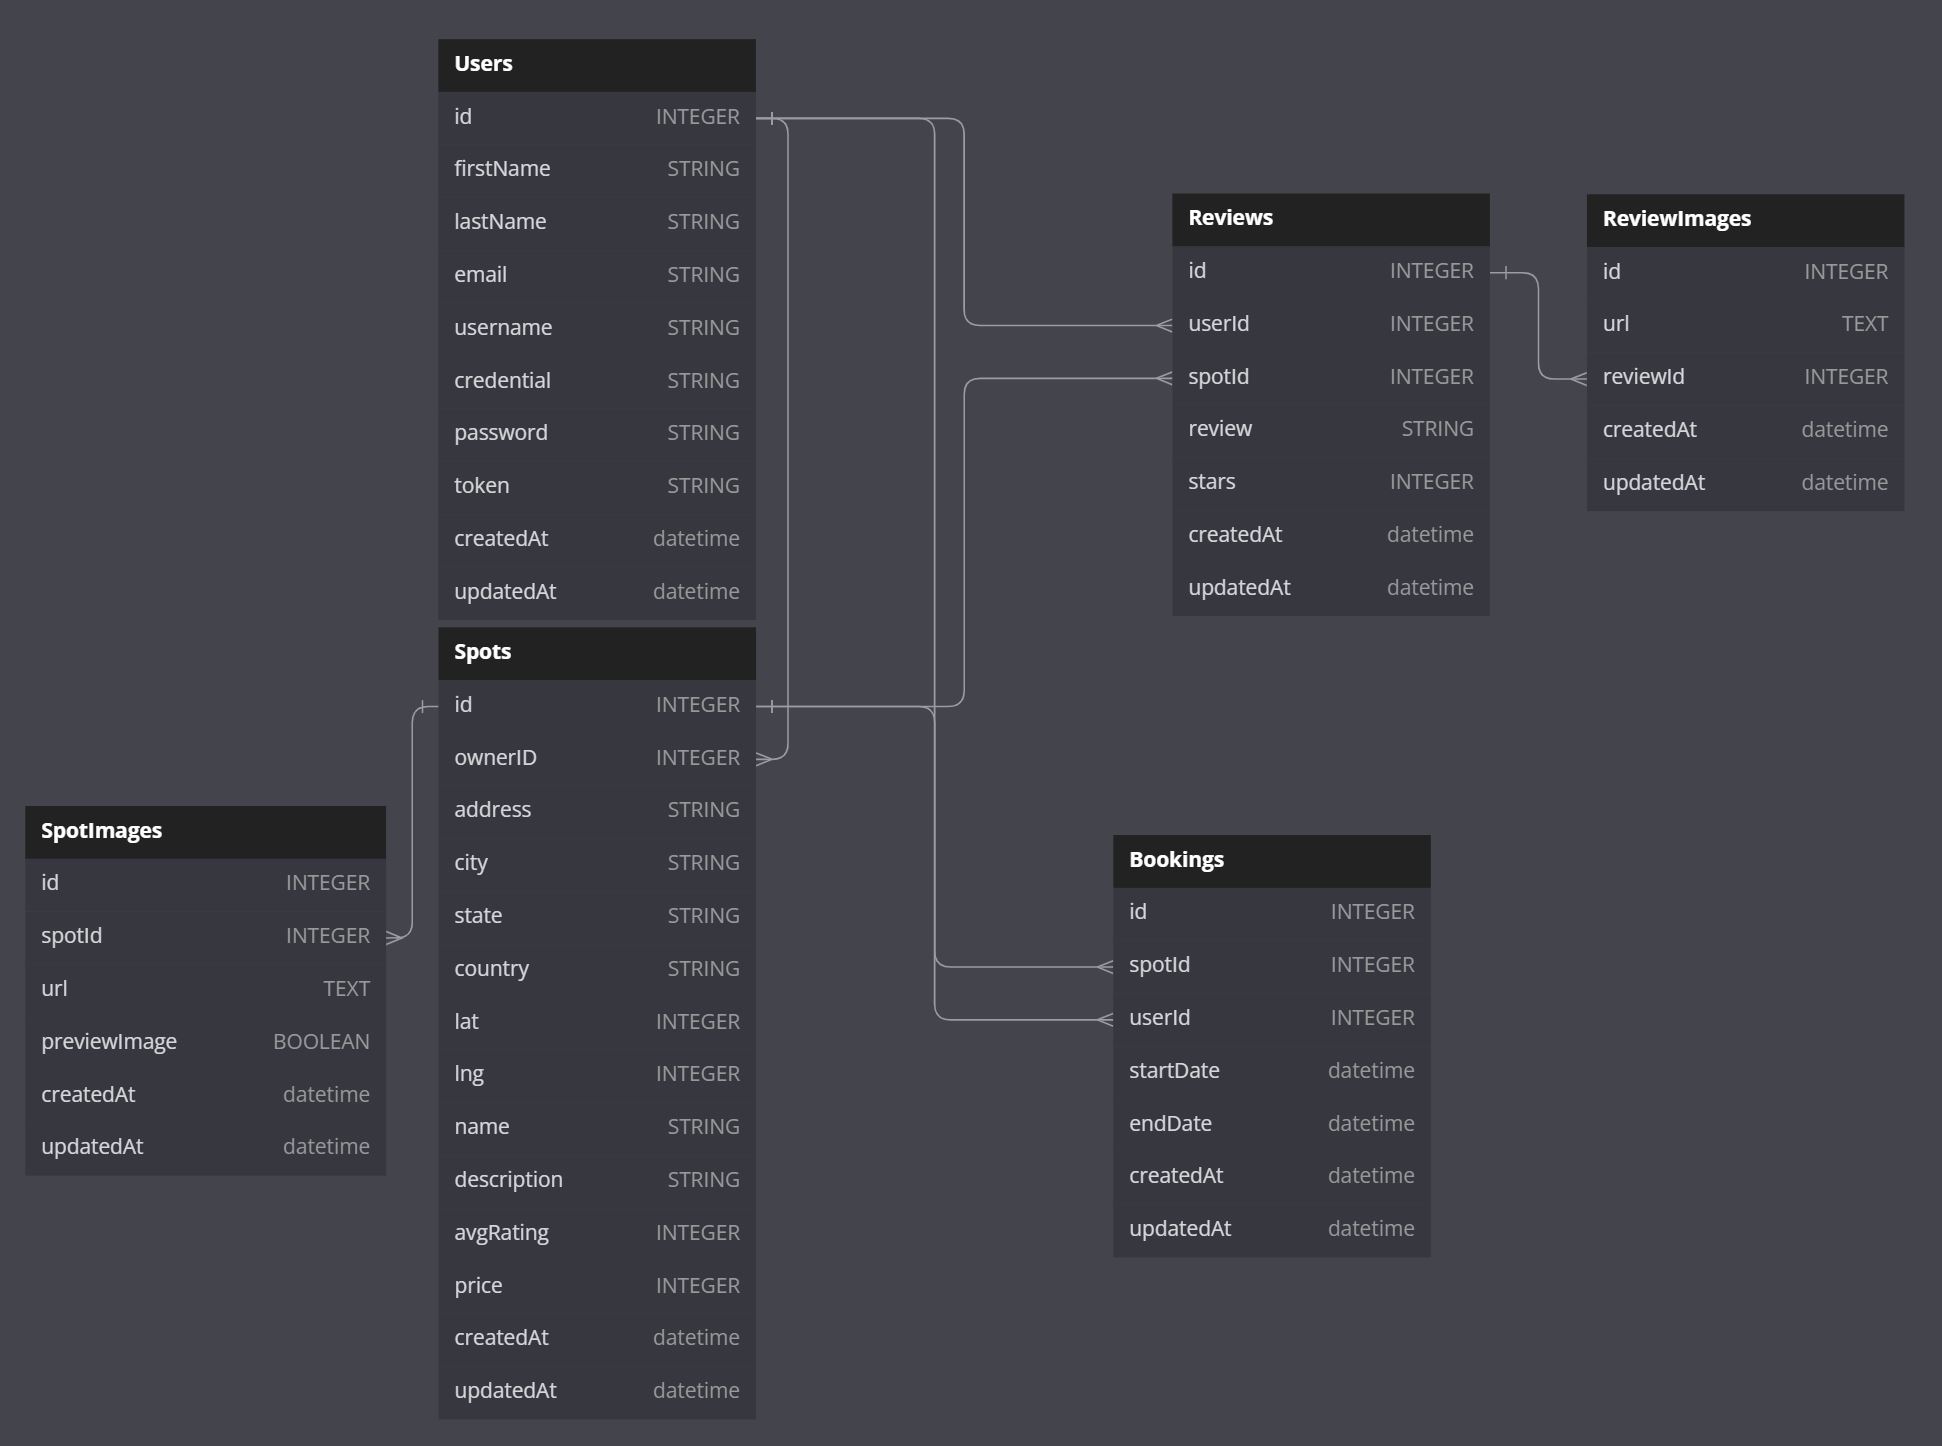 Users
id INTEGER
firstName STRING
lastName STRING
email STRING
username STRING
credential STRING
password STRING
token STRING
createdAt datetime
updatedAt datetime
Spots
id INTEGER
ownerID INTEGER
address STRING
city STRING
state STRING
country STRING
lat INTEGER
lng INTEGER
name STRING
description STRING
avgRating INTEGER
price INTEGER
createdAt datetime
updatedAt datetime
SpotImages
id INTEGER
spotId INTEGER
url TEXT
previewImage BOOLEAN
createdAt datetime
updatedAt datetime
Reviews
id INTEGER
userId INTEGER
spotId INTEGER
review STRING
stars INTEGER
createdAt datetime
updatedAt datetime
ReviewImages
id INTEGER
url TEXT
reviewId INTEGER
createdAt datetime
updatedAt datetime
Bookings
id INTEGER
spotId INTEGER
userId INTEGER
startDate datetime
endDate datetime
createdAt datetime
updatedAt datetime